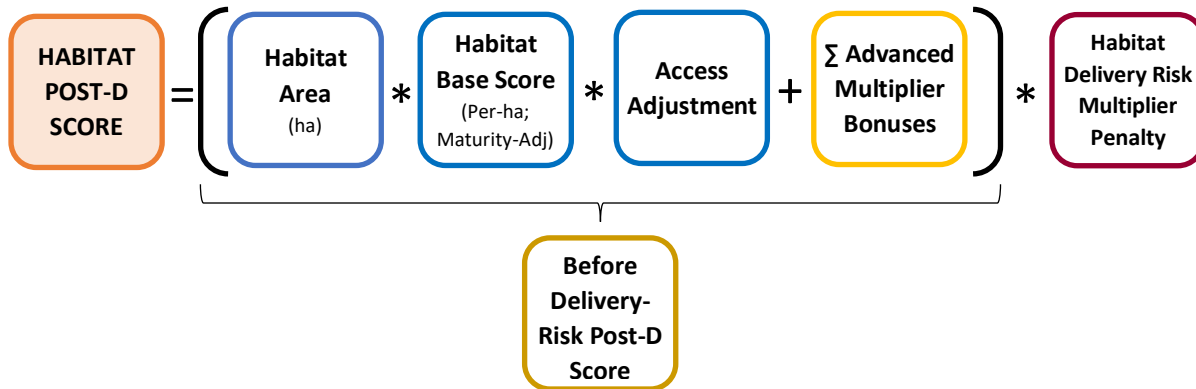 HABITAT
POST-D
SCORE
=
(
Habitat
Area
(ha)
*
Habitat
Base Score
(Per-ha;
Maturity-Adj)
*
Access
Adjustment
+
∑ Advanced
Multiplier
Bonuses
)
*
Habitat
Delivery Risk
Multiplier
Penalty
Before
Delivery-
Risk Post-D
Score